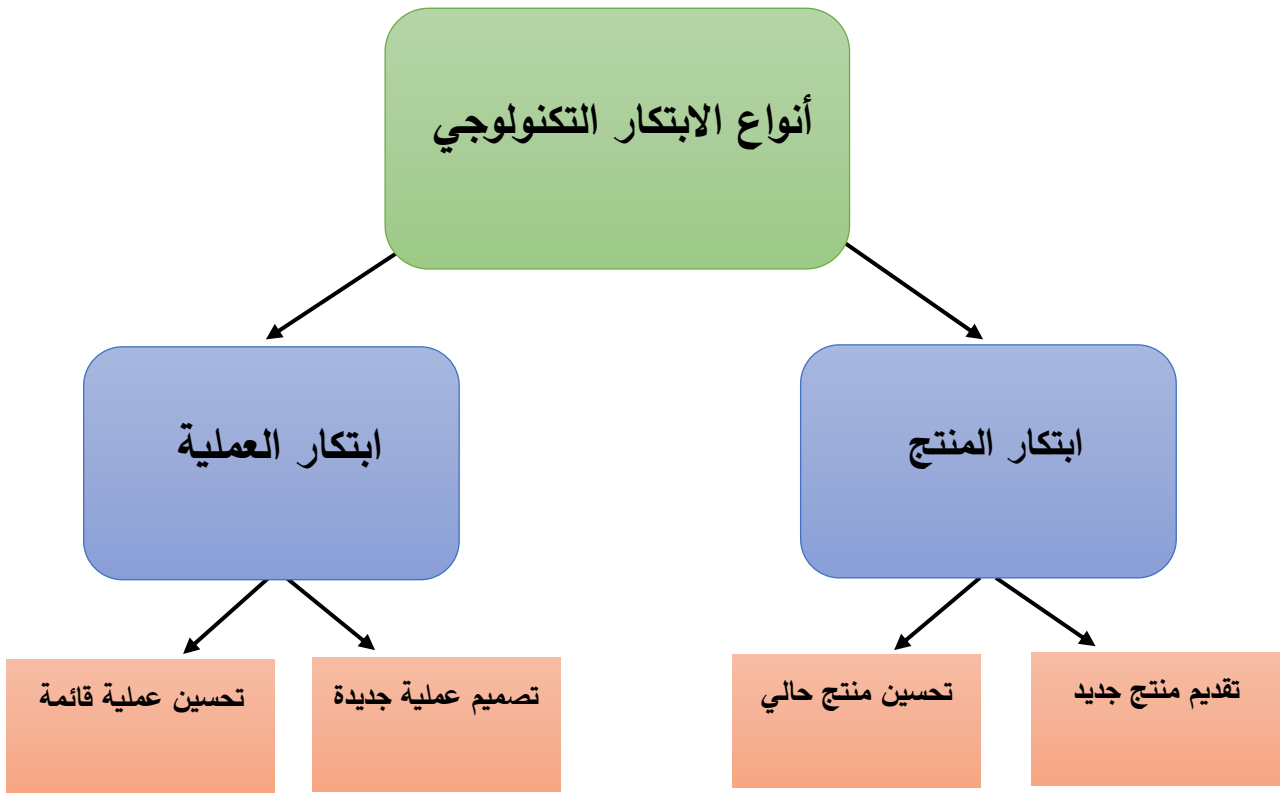 أنواع الابتكار التكنولوجي
ابتكار المنتج
ابتكار العملية
تقديم منتج جديد
تحسين منتج حالي
تصميم عملية جديدة
تحسين عملية قائمة